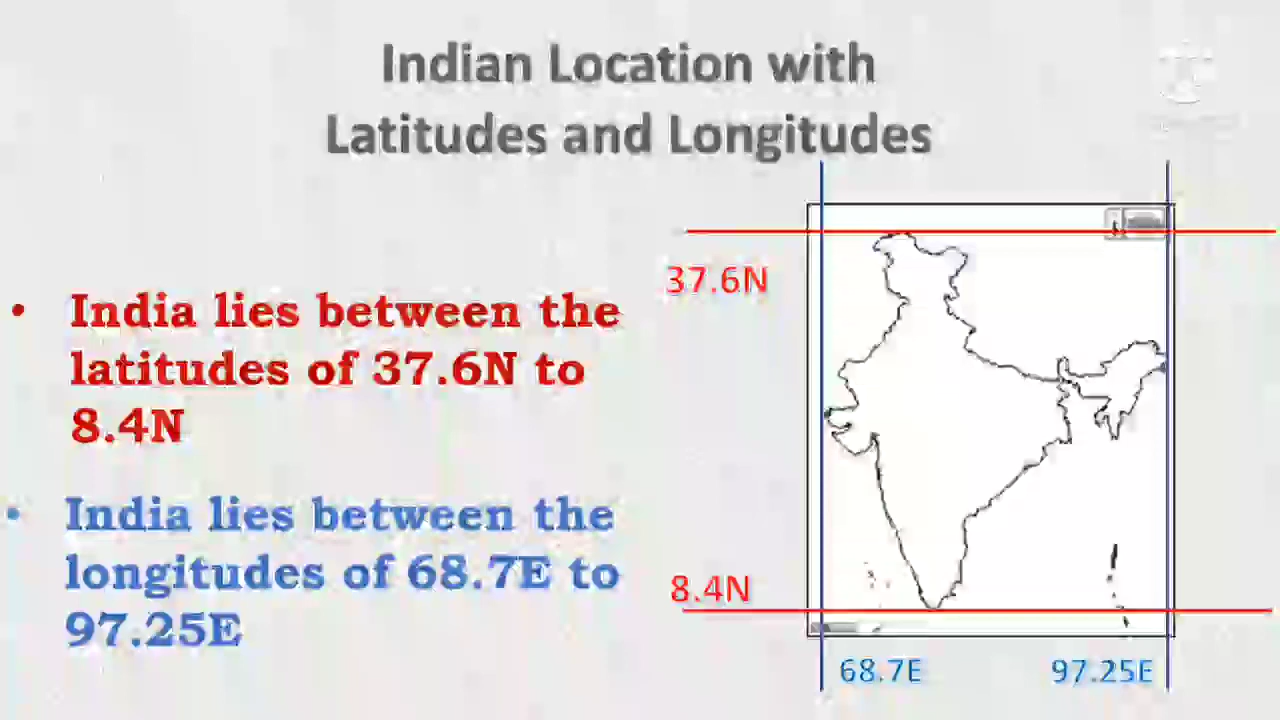 Indian Location with
Latitudes and Longitudes
• India lies between the
latitudes of 37.6N to
8.4N
• India lies between the
longitudes of 68.7E to
97.25E
37.6N
8.4N
68.7E
97.25E